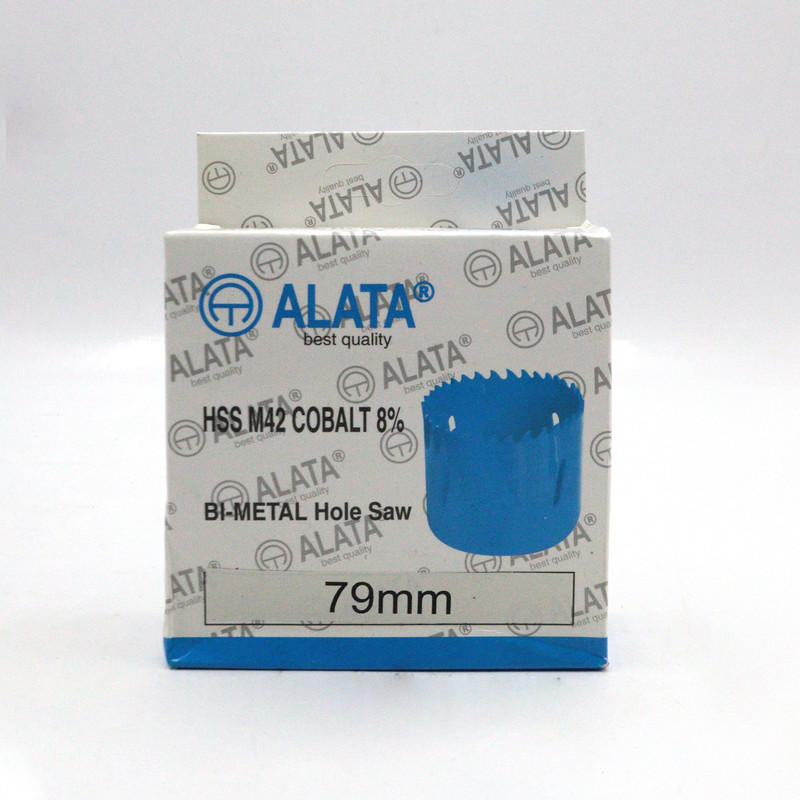 ALATA®
best quality
HSS M42 COBALT 8%
BI-METAL Hole Saw
79mm